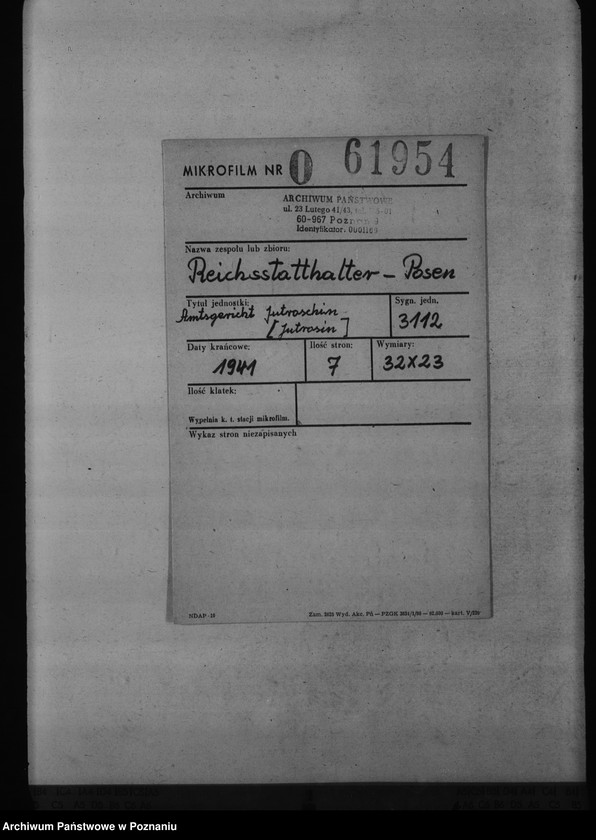 MIKROFILM NR O 61954
Archiwum
ARCHIWUM PAŃSTWOWE
ul. 23 Lutego 41/43,
60-967 Poznań
Identyfikator:
Nazwa zespołu lub zbioru:
Reichsstatthalter - Posen
Tytuł jednostki:
Sygn. jedn.
Amtsgericht Jutroschin
[Jutrosin]
3112
Daty krańcowe:
Ilość stron:
Wymiary:
1941
7
32x23
Ilość klatek:
Wypełnia k. t. stacji mikrofilm.
Wykaz stron niezapisanych
Archiwum Państwowe w Poznaniu